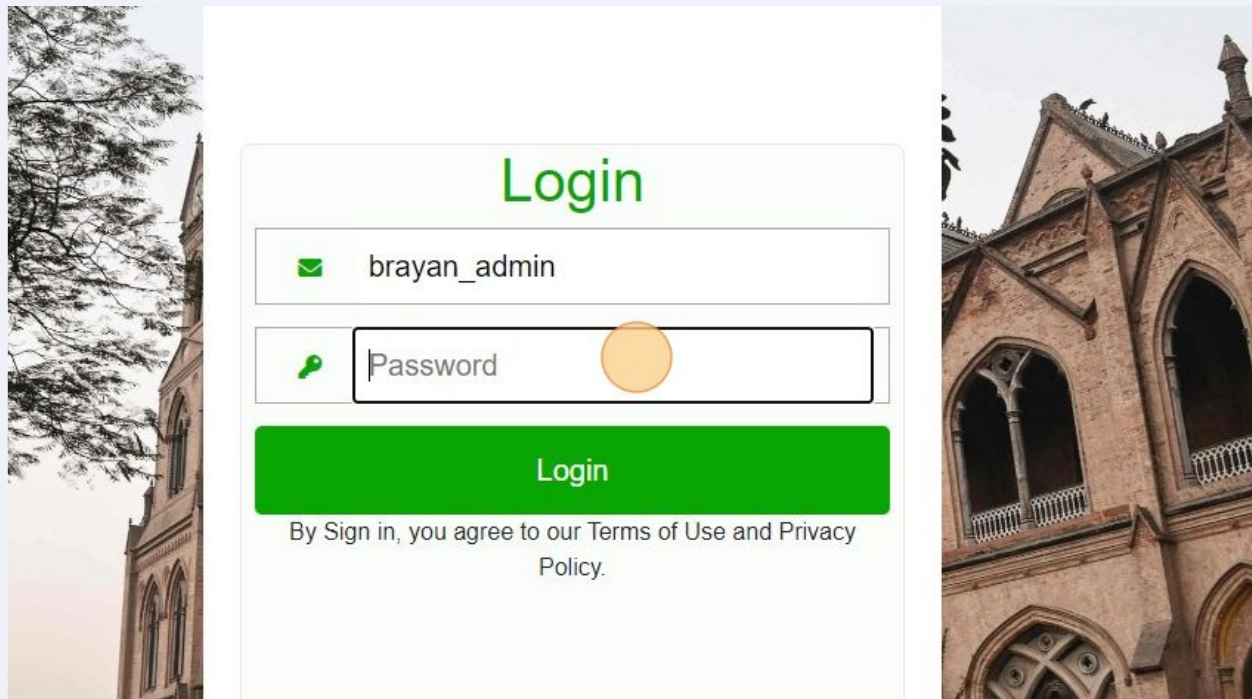 Login
brayan_admin
Password
Login
By Sign in, you agree to our Terms of Use and Privacy
Policy.